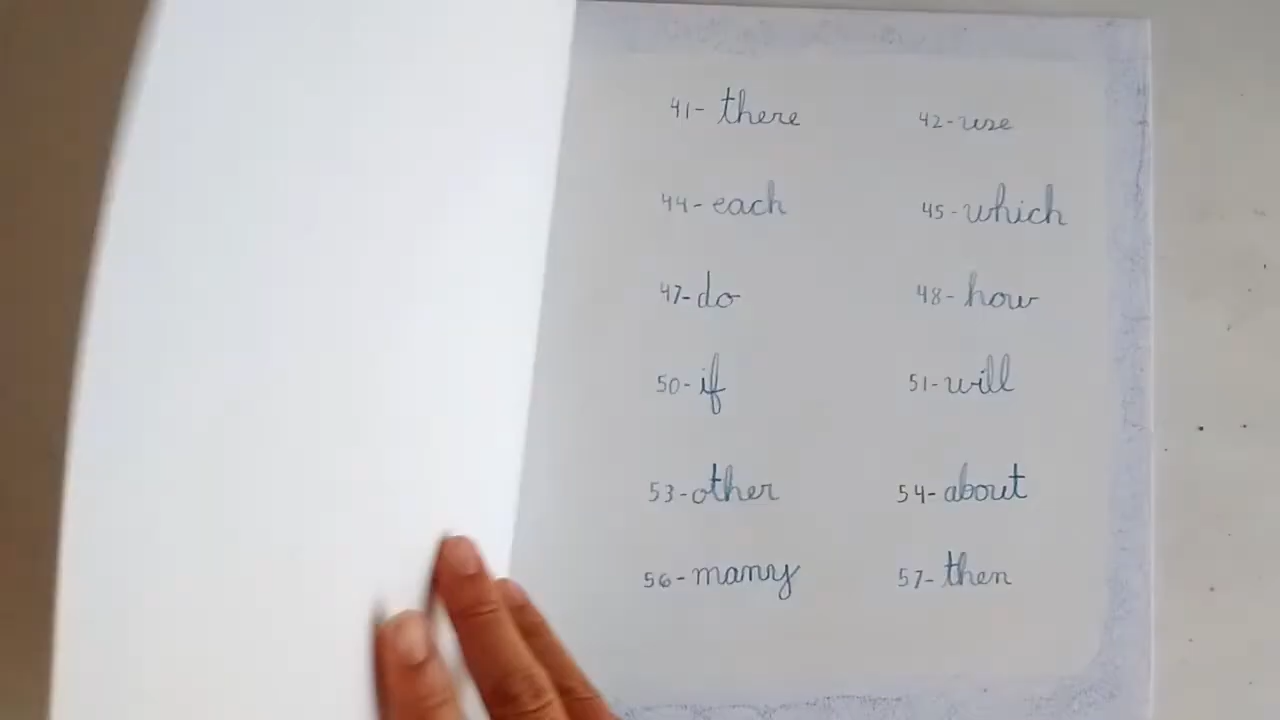 41- there 42- use
44- each 45- which
47- do 48- how
50- if 51- will
53- other 54- about
56- many 57- then